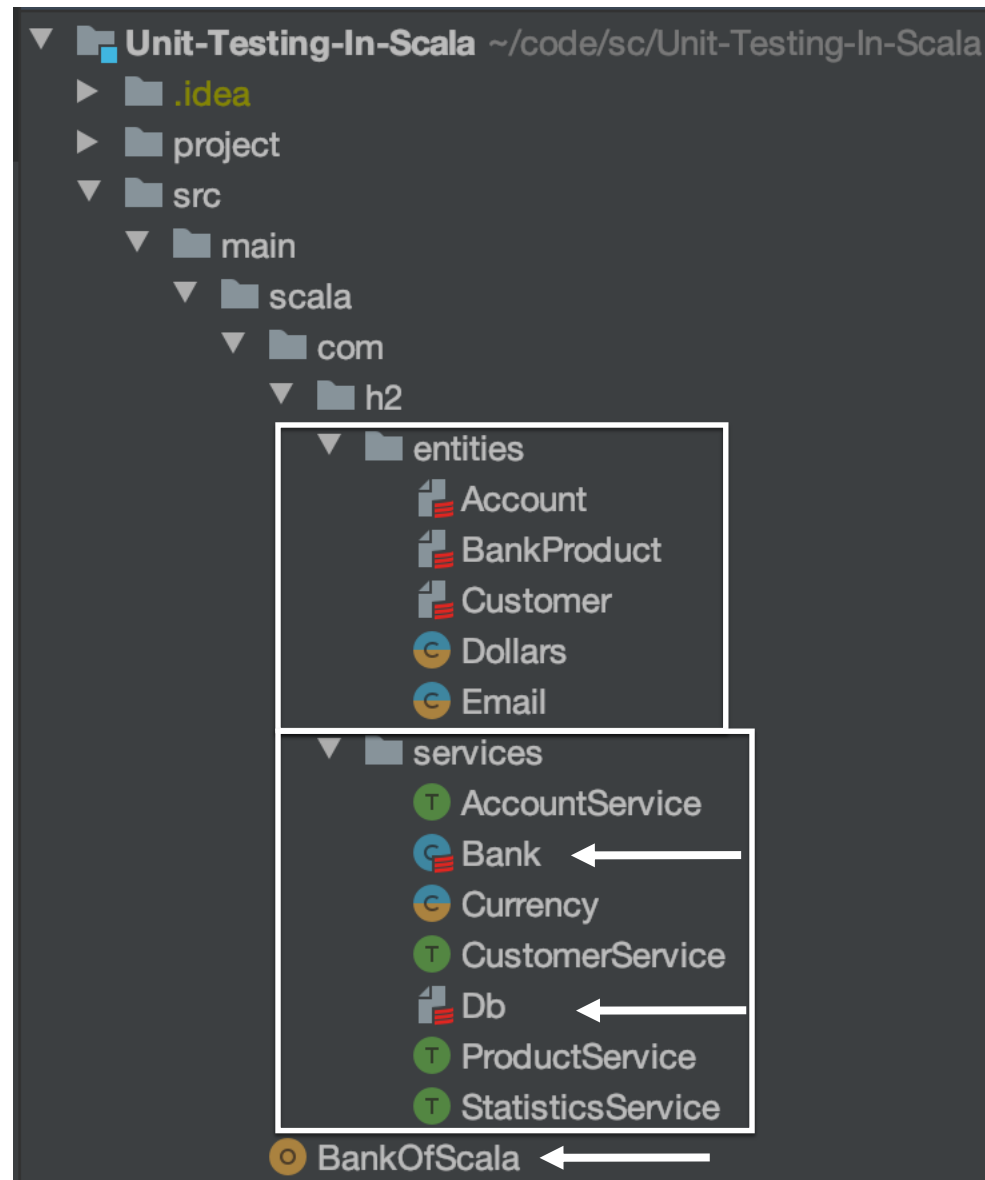 Unit-Testing-In-Scala ~/code/sc/Unit-Testing-In-Scala
.idea
project
src
main
scala
com
h2
entities
Account
BankProduct
Customer
C Dollars
C Email
services
T AccountService
C Bank
C Currency
T CustomerService
Db
T ProductService
T StatisticsService
O BankOfScala